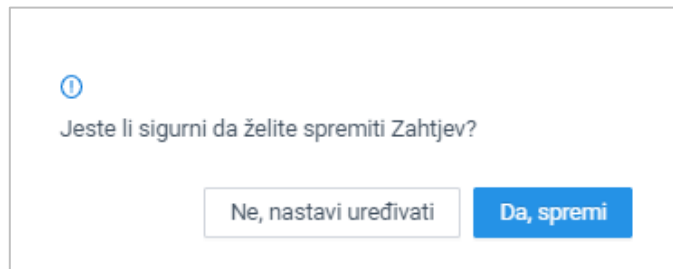 Jeste li sigurni da želite spremiti Zahtjev?
Ne, nastavi uređivati
Da, spremi